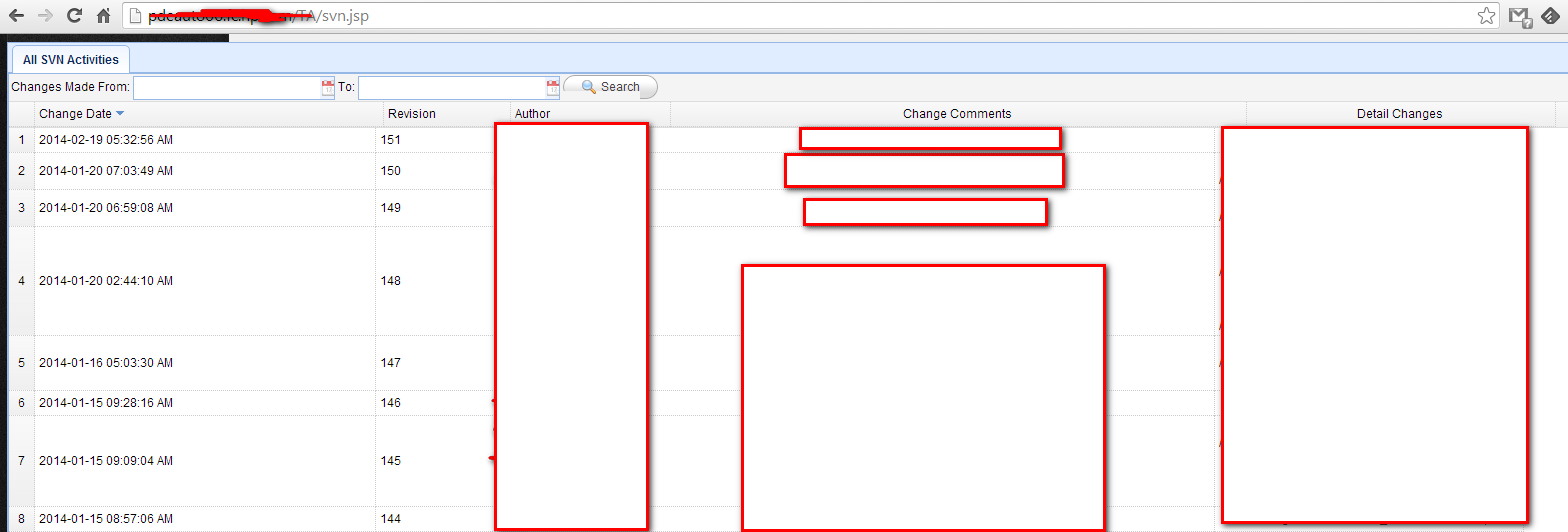 /TA/svn.jsp
All SVN Activities
Changes Made From: To: Search
Change Date Revision Author Change Comments Detail Changes
1 2014-02-19 05:32:56 AM 151
2 2014-01-20 07:03:49 AM 150
3 2014-01-20 06:59:08 AM 149
4 2014-01-20 02:44:10 AM 148
5 2014-01-16 05:03:30 AM 147
6 2014-01-15 09:28:16 AM 146
7 2014-01-15 09:09:04 AM 145
8 2014-01-15 08:57:06 AM 144